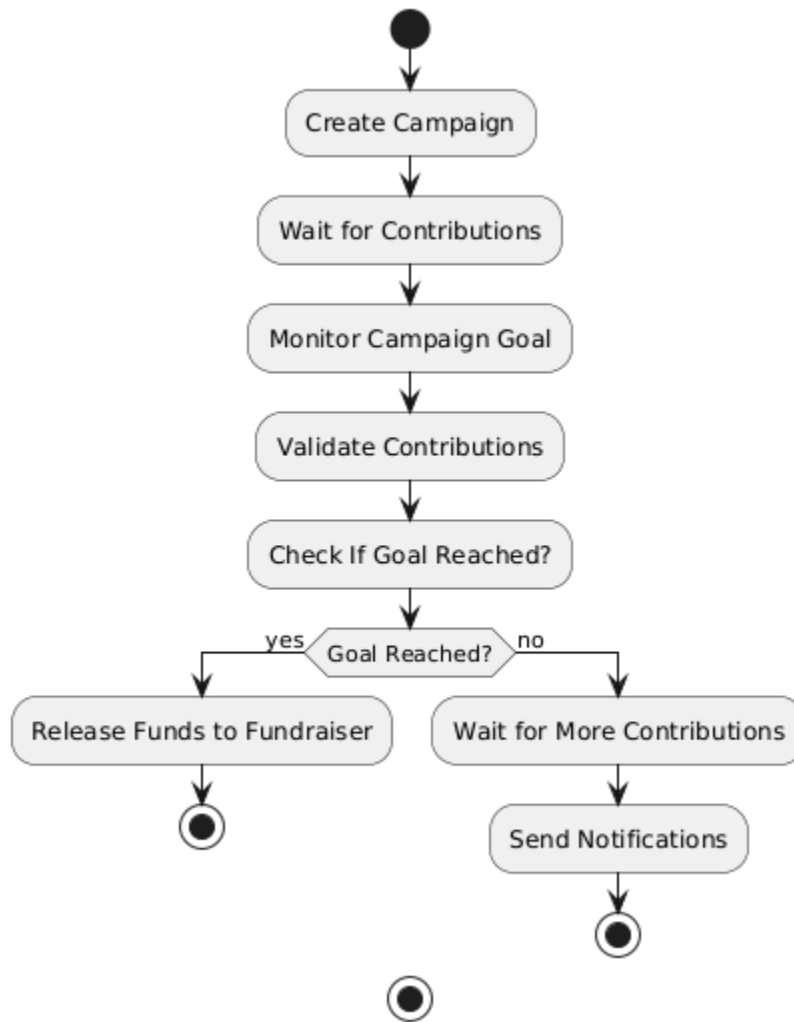 Create Campaign
Wait for Contributions
Monitor Campaign Goal
Validate Contributions
Check If Goal Reached?
yes
Goal Reached?
no
Release Funds to Fundraiser
Wait for More Contributions
Send Notifications